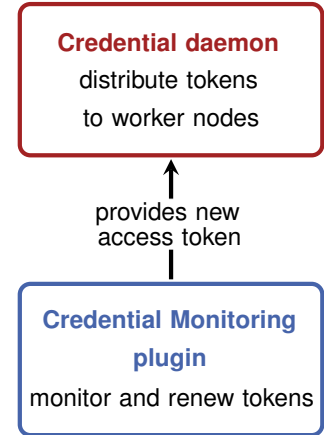 Credential daemon
distribute tokens
to worker nodes
provides new
access token
Credential Monitoring
plugin
monitor and renew tokens